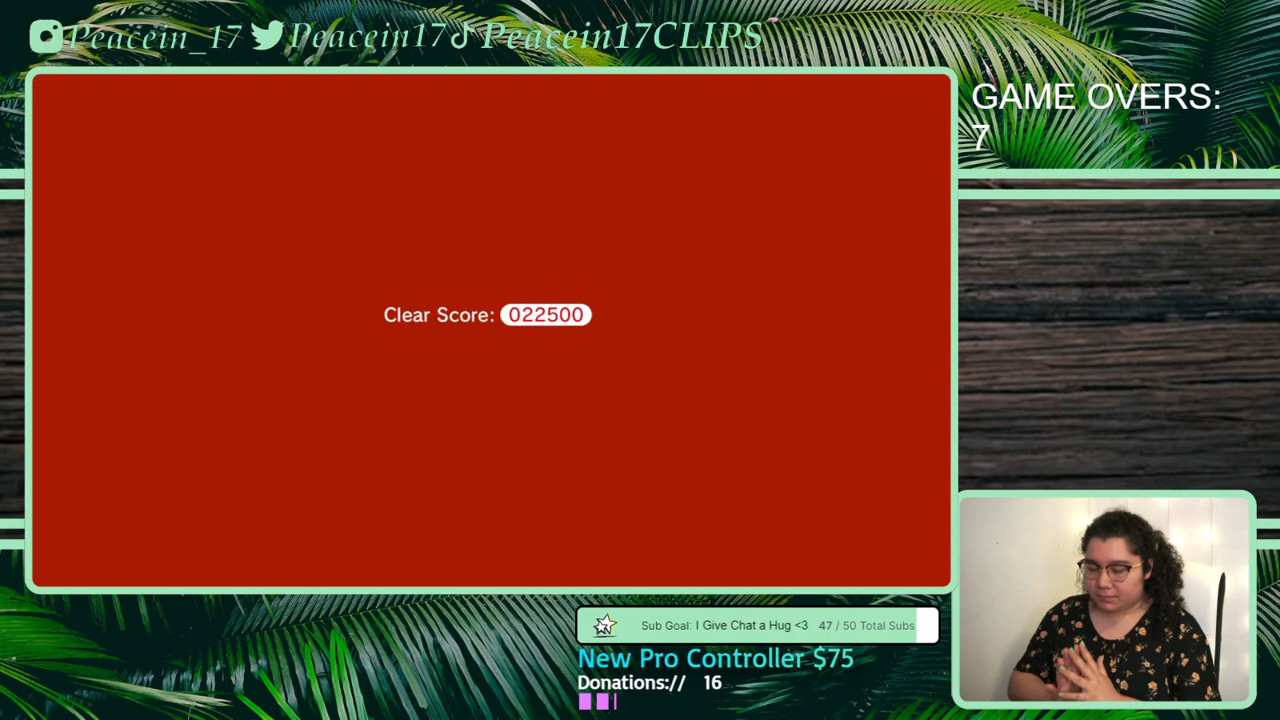 Peacein_17 Peacein17 Peacein17CLIPS
GAME OVERS:
7
Clear Score: 022500
Sub Goal: I Give Chat a Hug <3 47 / 50 Total Subs
New Pro Controller $75
Donations:// 16